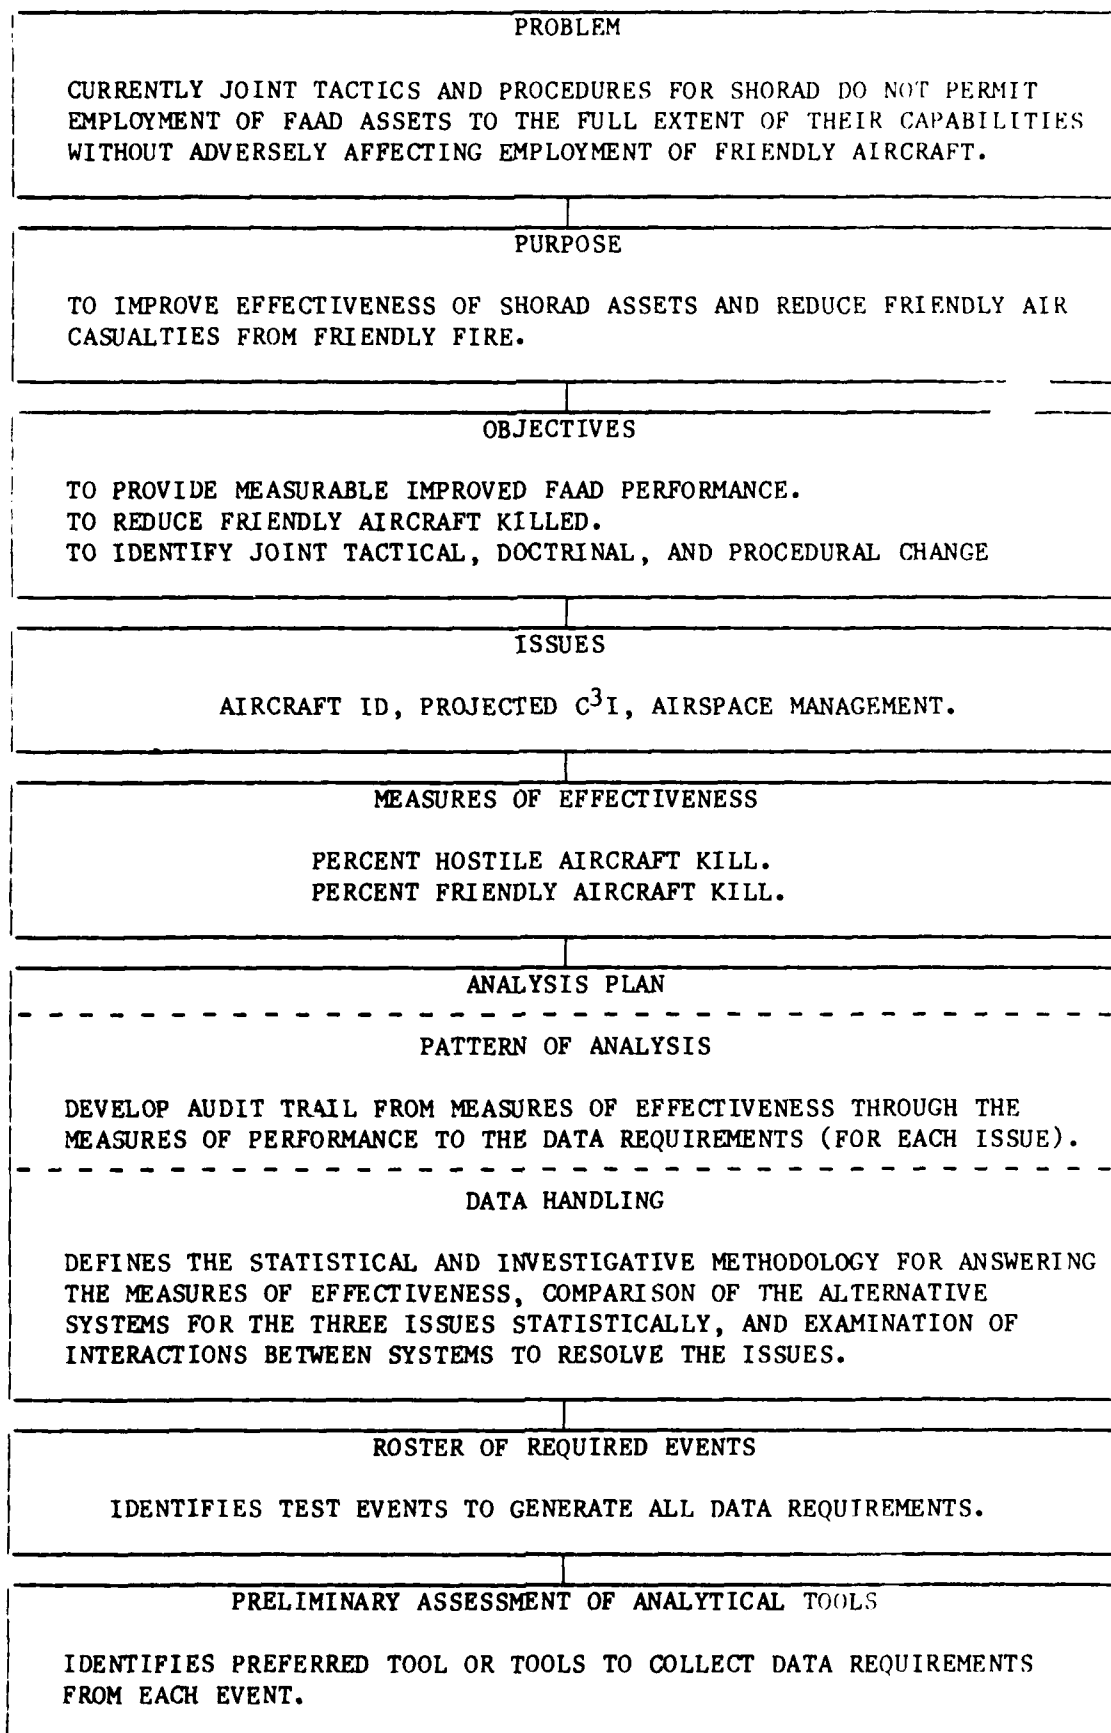 PROBLEM
CURRENTLY JOINT TACTICS AND PROCEDURES FOR SHORAD DO NOT PERMIT
EMPLOYMENT OF FAAD ASSETS TO THE FULL EXTENT OF THEIR CAPABILITIES
WITHOUT ADVERSELY AFFECTING EMPLOYMENT OF FRIENDLY AIRCRAFT.
PURPOSE
TO IMPROVE EFFECTIVENESS OF SHORAD ASSETS AND REDUCE FRIENDLY AIR
CASUALTIES FROM FRIENDLY FIRE.
OBJECTIVES
TO PROVIDE MEASURABLE IMPROVED FAAD PERFORMANCE.
TO REDUCE FRIENDLY AIRCRAFT KILLED.
TO IDENTIFY JOINT TACTICAL, DOCTRINAL, AND PROCEDURAL CHANGE
ISSUES
AIRCRAFT ID, PROJECTED C³I, AIRSPACE MANAGEMENT.
MEASURES OF EFFECTIVENESS
PERCENT HOSTILE AIRCRAFT KILL.
PERCENT FRIENDLY AIRCRAFT KILL.
ANALYSIS PLAN
PATTERN OF ANALYSIS
DEVELOP AUDIT TRAIL FROM MEASURES OF EFFECTIVENESS THROUGH THE
MEASURES OF PERFORMANCE TO THE DATA REQUIREMENTS (FOR EACH ISSUE).
DATA HANDLING
DEFINES THE STATISTICAL AND INVESTIGATIVE METHODOLOGY FOR ANSWERING
THE MEASURES OF EFFECTIVENESS, COMPARISON OF THE ALTERNATIVE
SYSTEMS FOR THE THREE ISSUES STATISTICALLY, AND EXAMINATION OF
INTERACTIONS BETWEEN SYSTEMS TO RESOLVE THE ISSUES.
ROSTER OF REQUIRED EVENTS
IDENTIFIES TEST EVENTS TO GENERATE ALL DATA REQUIREMENTS.
PRELIMINARY ASSESSMENT OF ANALYTICAL TOOLS
IDENTIFIES PREFERRED TOOL OR TOOLS TO COLLECT DATA REQUIREMENTS
FROM EACH EVENT.